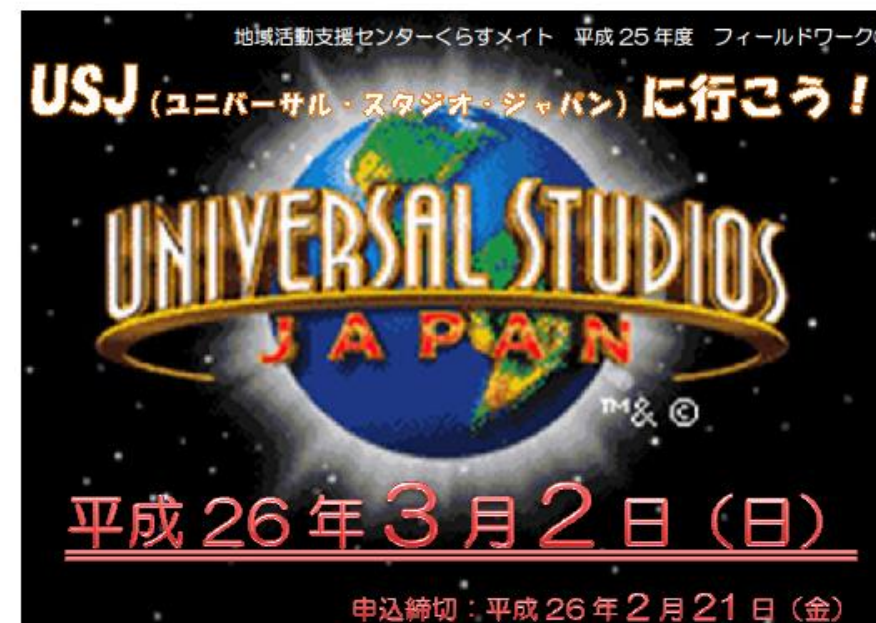 地域活動支援センターくらすメイト 平成25年度 フィールドワーク
USJ(ユニバーサル・スタジオ・ジャパン)に行こう!
UNIVERSAL STUDIOS
JAPAN
™& ©
平成26年3月2日(日)
申込締切:平成26年2月21日(金)